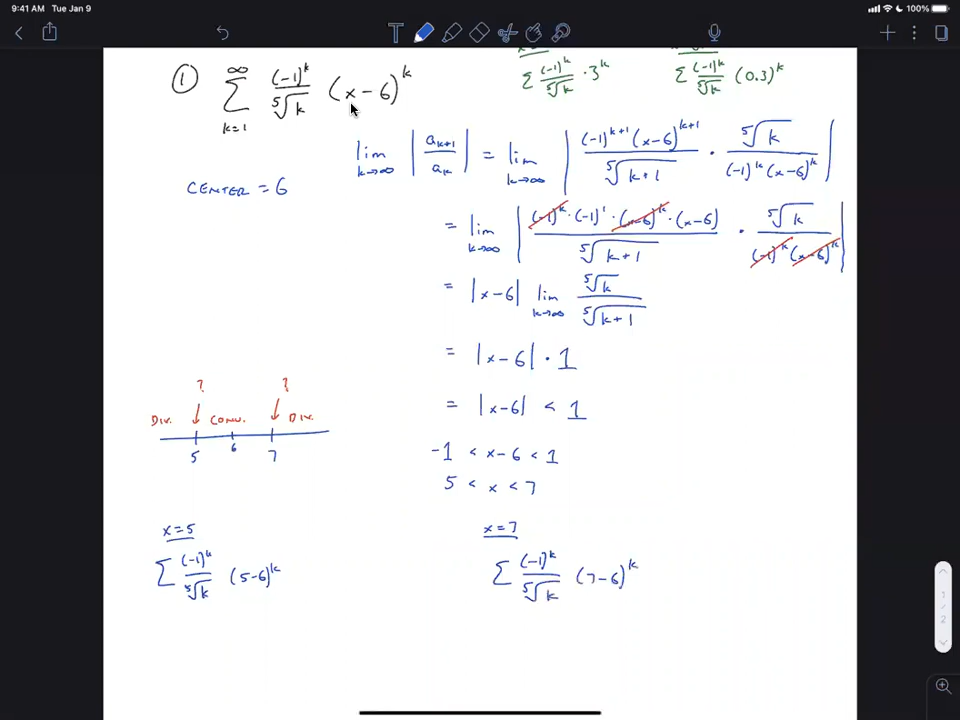 9:41 AM Tue Jan 9
100%
① ∞ Σ k=1 (-1)^k / ⁵√k (x-6)^k
Σ (-1)^k / ⁵√k · 3^k
Σ (-1)^k / ⁵√k (0.3)^k
lim k→∞ | a_{k+1} / a_k | = lim k→∞ | (-1)^{k+1} (x-6)^{k+1} / ⁵√k+1 · ⁵√k / (-1)^k (x-6)^k |
CENTER = 6
= lim k→∞ | (-1)^k · (-1)^1 · (x-6)^k · (x-6) / ⁵√k+1 · ⁵√k / (-1)^k (x-6)^k |
= |x-6| lim k→∞ ⁵√k / ⁵√k+1
= |x-6| · 1
= |x-6| < 1
-1 < x-6 < 1
5 < x < 7
? ?
DIV. CONV. DIV.
5 6 7
x=5
Σ (-1)^k / ⁵√k (5-6)^k
x=7
Σ (-1)^k / ⁵√k (7-6)^k
1
/ 2